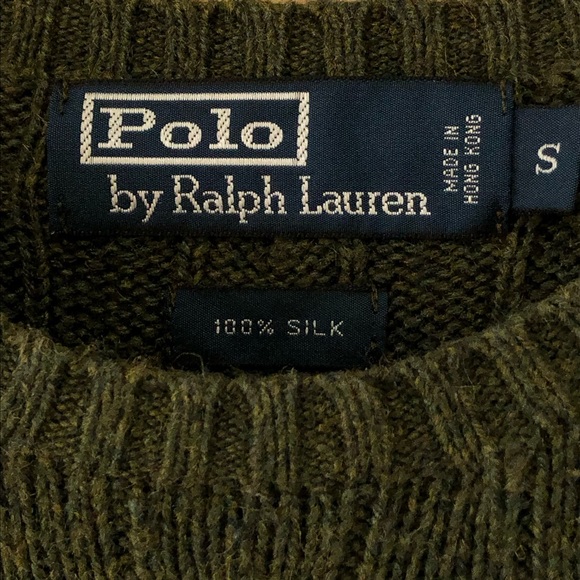 Polo
by Ralph Lauren
MADE IN
HONG KONG
S
100% SILK